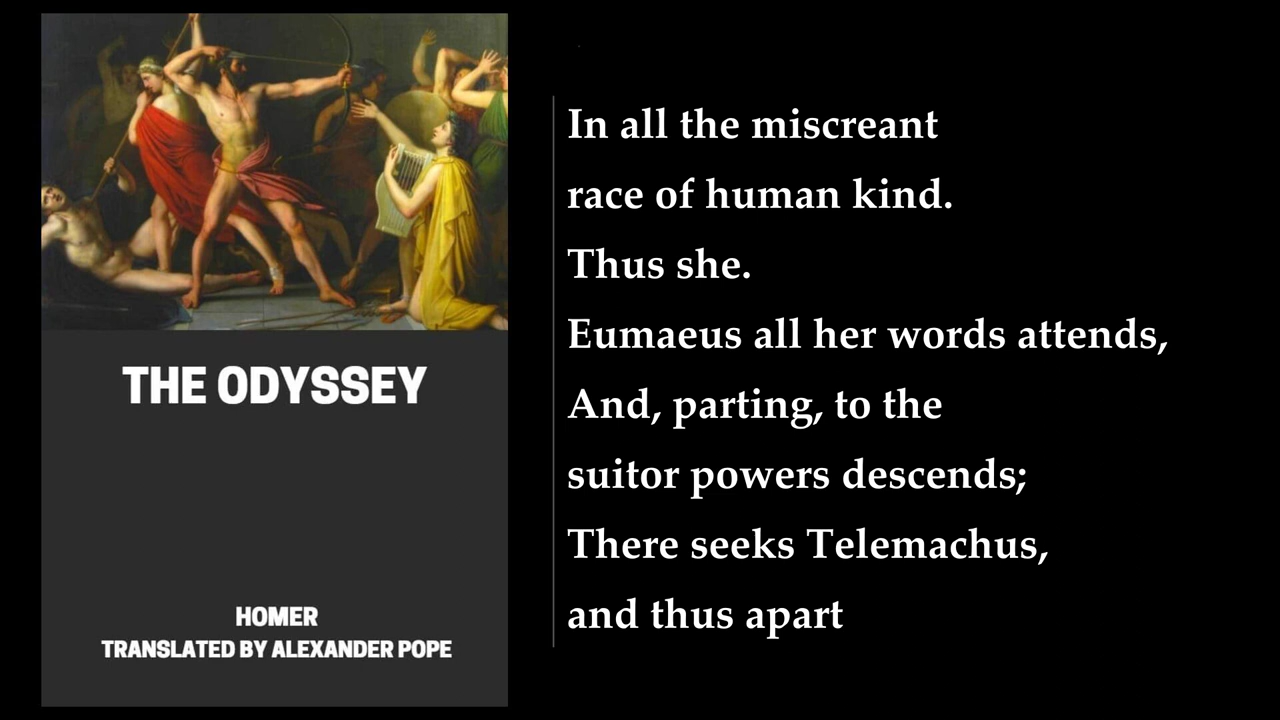 THE ODYSSEY
HOMER
TRANSLATED BY ALEXANDER POPE
In all the miscreant
race of human kind.
Thus she.
Eumaeus all her words attends,
And, parting, to the
suitor powers descends;
There seeks Telemachus,
and thus apart